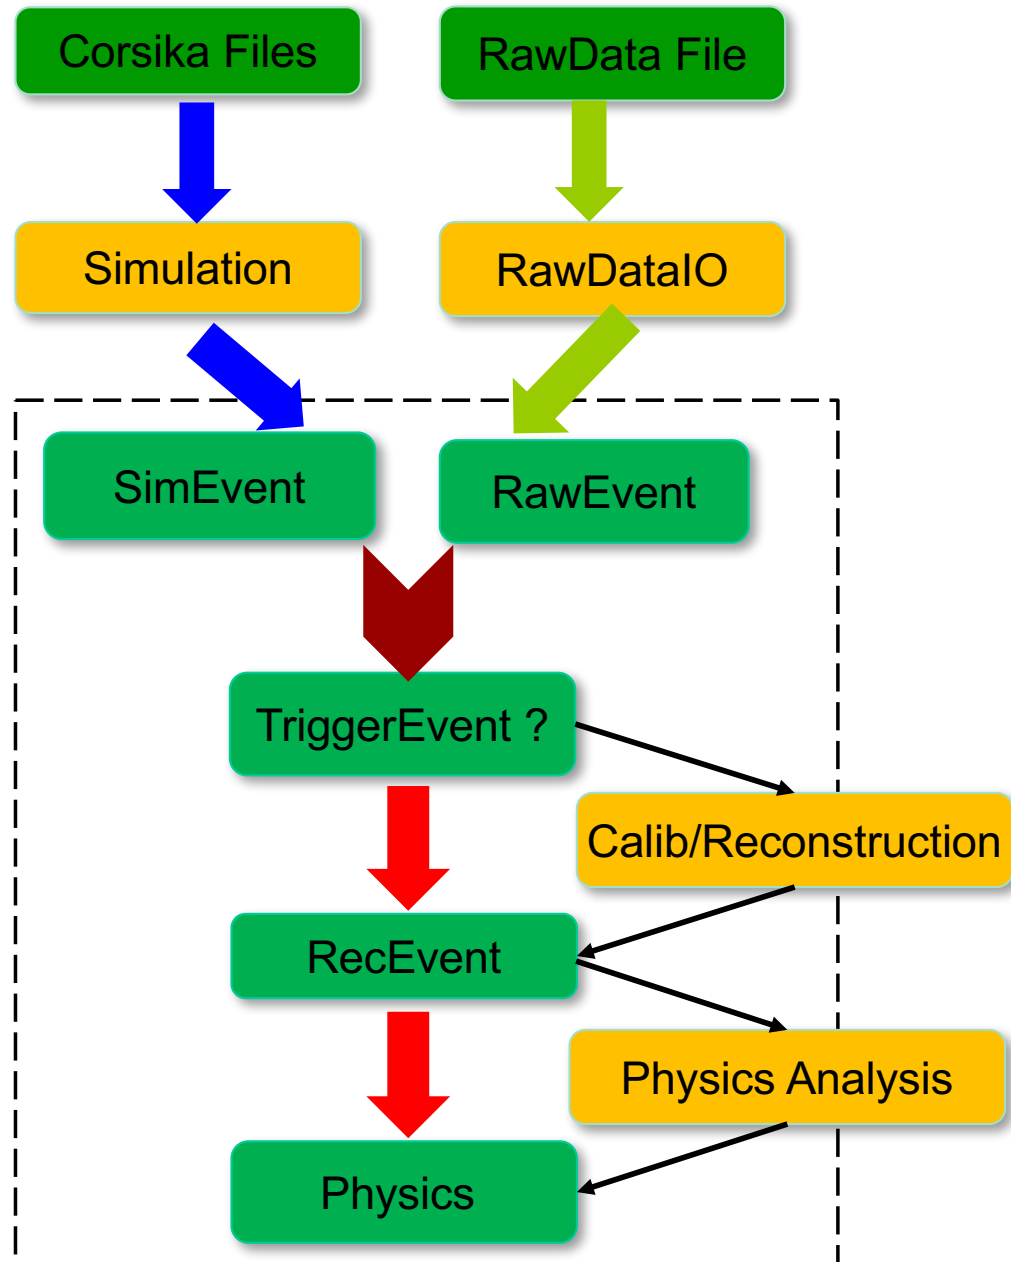 Corsika Files
RawData File
Simulation
RawDataIO
SimEvent
RawEvent
TriggerEvent ?
Calib/Reconstruction
RecEvent
Physics Analysis
Physics